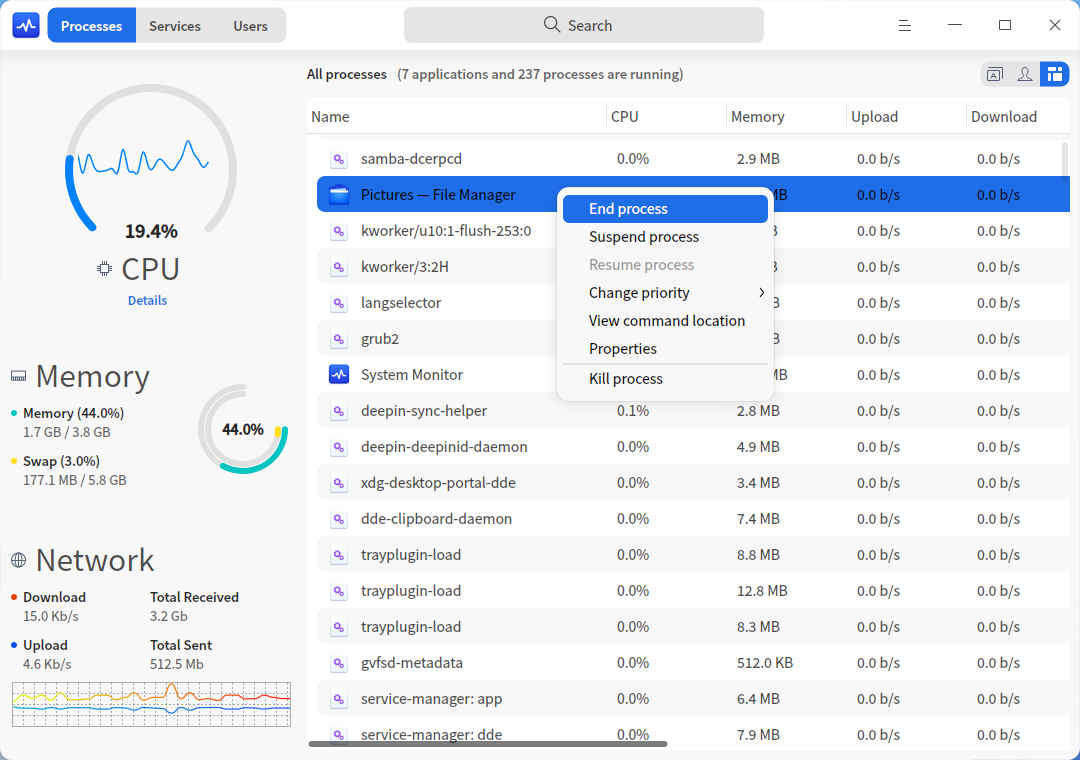 Processes Services Users Search
All processes (7 applications and 237 processes are running)
Name CPU Memory Upload Download
samba-dcerpcd 0.0% 2.9 MB 0.0 b/s 0.0 b/s
Pictures — File Manager MB 0.0 b/s 0.0 b/s
End process
kworker/u10:1-flush-253:0 0.0 b/s 0.0 b/s
Suspend process
kworker/3:2H 0.0 b/s 0.0 b/s
Resume process
Change priority
langselector 0.0 b/s 0.0 b/s
View command location
grub2 0.0 b/s 0.0 b/s
Properties
System Monitor MB 0.0 b/s 0.0 b/s
Kill process
deepin-sync-helper 0.1% 2.8 MB 0.0 b/s 0.0 b/s
deepin-deepinid-daemon 0.0% 4.9 MB 0.0 b/s 0.0 b/s
xdg-desktop-portal-dde 0.0% 3.4 MB 0.0 b/s 0.0 b/s
dde-clipboard-daemon 0.0% 7.4 MB 0.0 b/s 0.0 b/s
trayplugin-load 0.0% 8.8 MB 0.0 b/s 0.0 b/s
trayplugin-load 0.0% 12.8 MB 0.0 b/s 0.0 b/s
trayplugin-load 0.0% 8.3 MB 0.0 b/s 0.0 b/s
gvfsd-metadata 0.0% 512.0 KB 0.0 b/s 0.0 b/s
service-manager: app 0.0% 6.4 MB 0.0 b/s 0.0 b/s
service-manager: dde 0.0% 7.9 MB 0.0 b/s 0.0 b/s
19.4%
CPU
Details
Memory
Memory (44.0%)
1.7 GB / 3.8 GB
44.0%
Swap (3.0%)
177.1 MB / 5.8 GB
Network
Download Total Received
15.0 Kb/s 3.2 Gb
Upload Total Sent
4.6 Kb/s 512.5 Mb